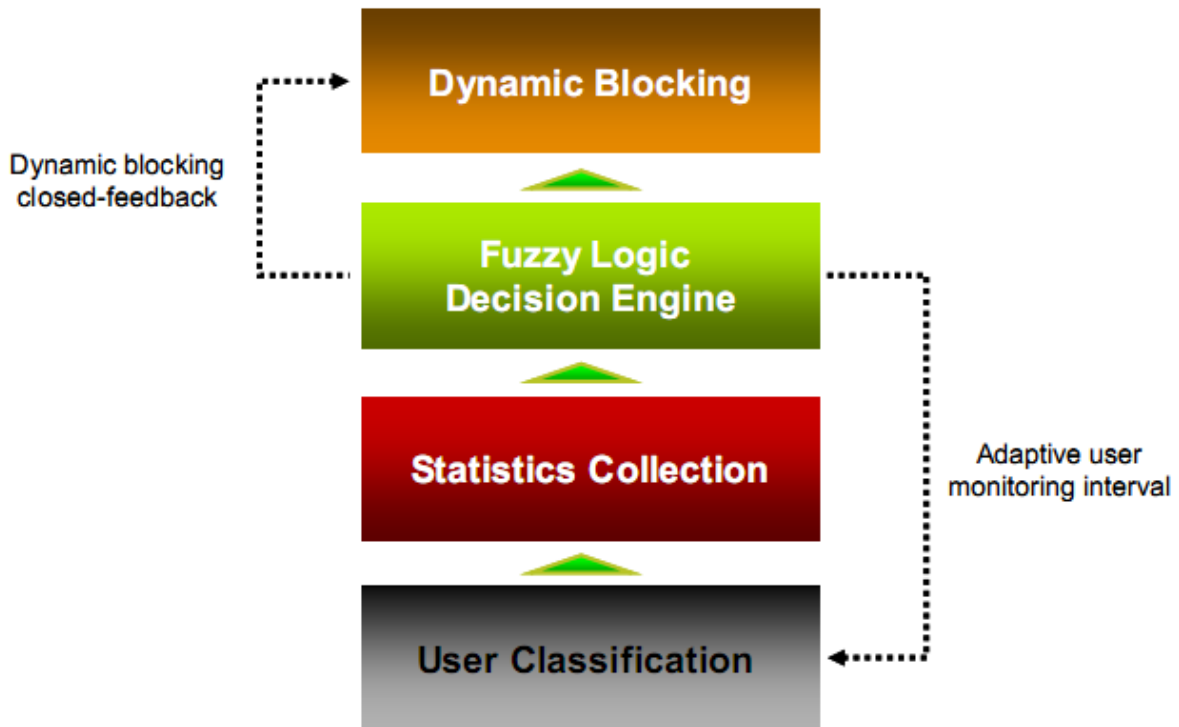 Dynamic Blocking
Dynamic blocking
closed-feedback
Fuzzy Logic
Decision Engine
Statistics Collection
Adaptive user
monitoring interval
User Classification